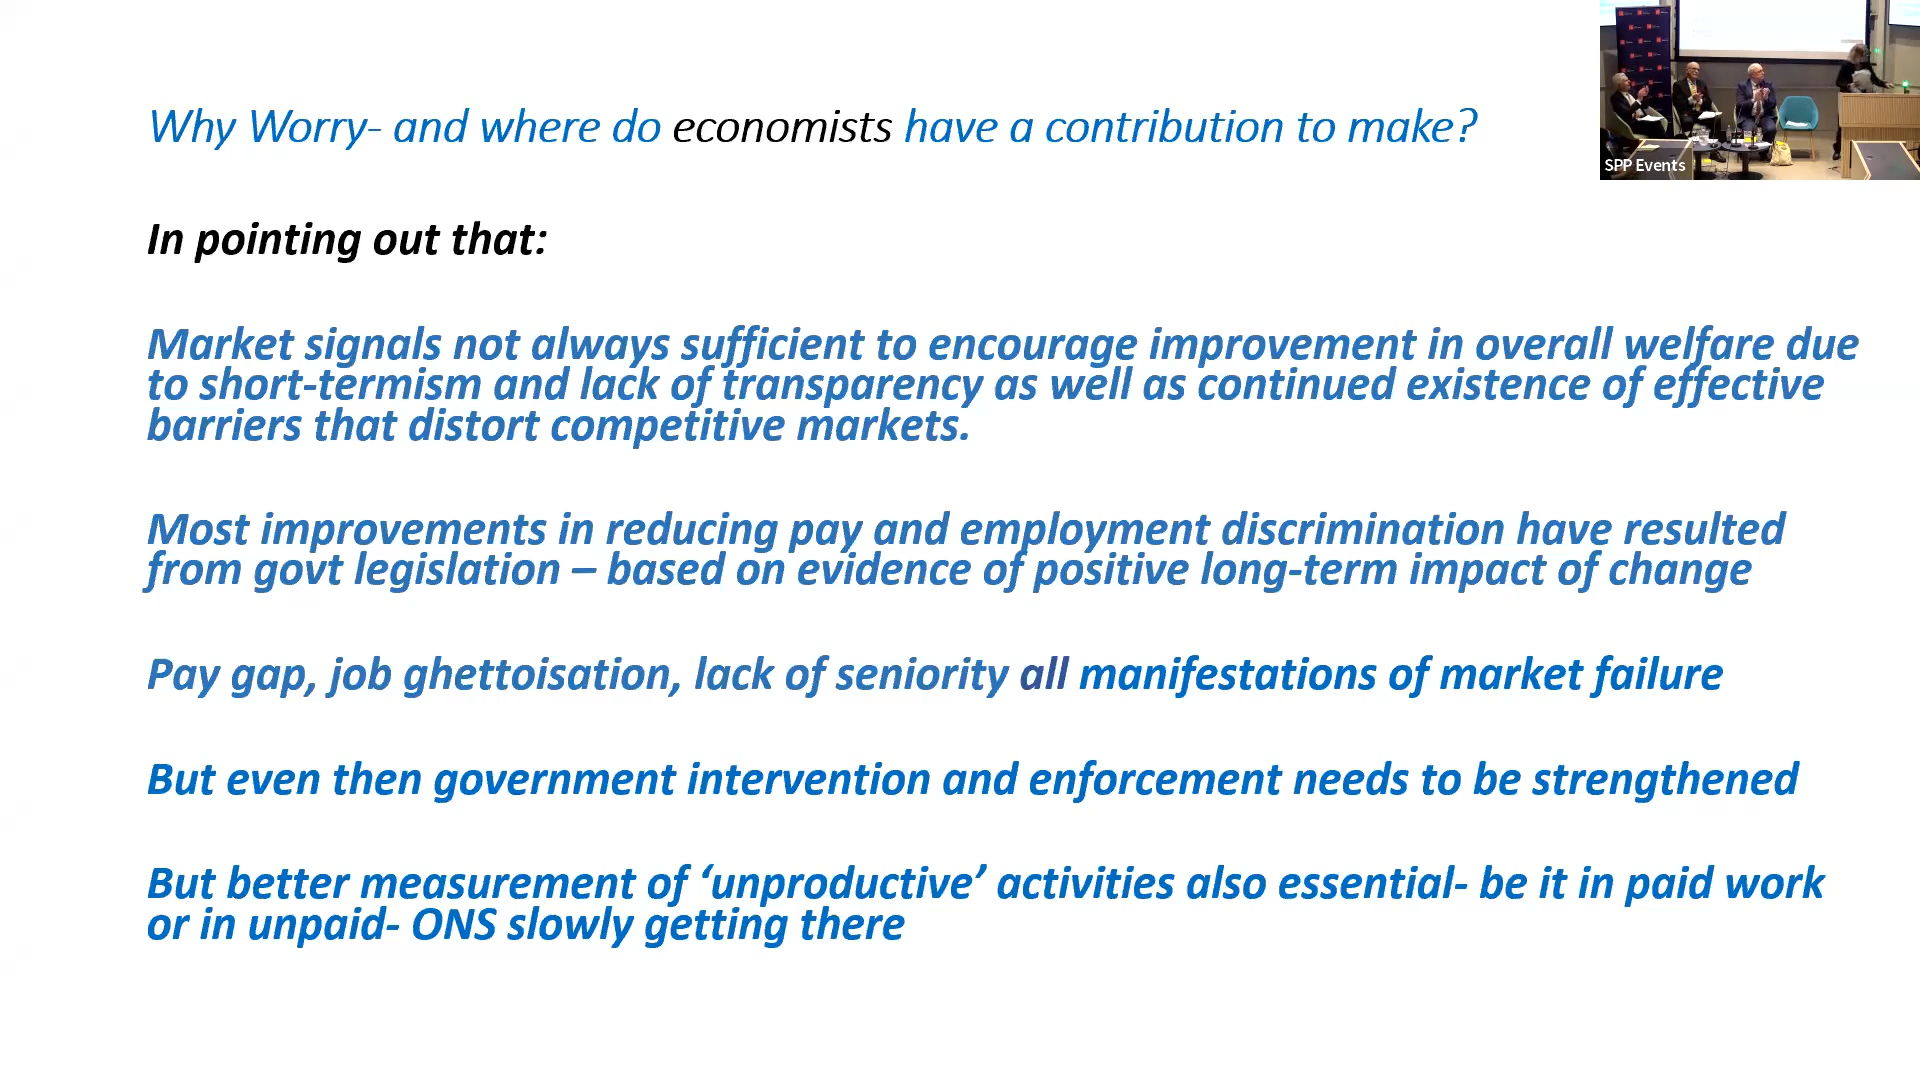 Why Worry- and where do economists have a contribution to make?
SPP Events
In pointing out that:
Market signals not always sufficient to encourage improvement in overall welfare due
to short-termism and lack of transparency as well as continued existence of effective
barriers that distort competitive markets.
Most improvements in reducing pay and employment discrimination have resulted
from govt legislation – based on evidence of positive long-term impact of change
Pay gap, job ghettoisation, lack of seniority all manifestations of market failure
But even then government intervention and enforcement needs to be strengthened
But better measurement of ‘unproductive’ activities also essential- be it in paid work
or in unpaid- ONS slowly getting there